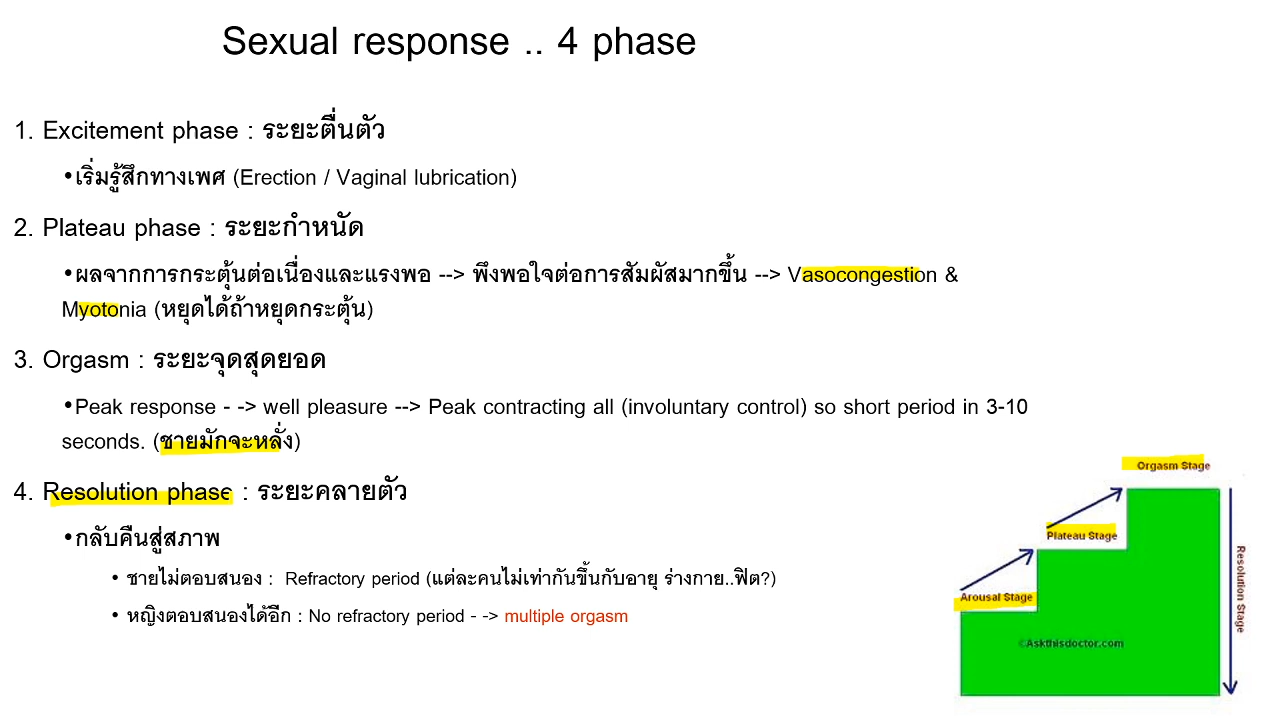 Sexual response .. 4 phase
1. Excitement phase : ระยะตื่นตัว
•เริ่มรู้สึกทางเพศ (Erection / Vaginal lubrication)
2. Plateau phase : ระยะกำหนัด
•ผลจากการกระตุ้นต่อเนื่องและแรงพอ --> พึงพอใจต่อการสัมผัสมากขึ้น --> Vasocongestion &
Myotonia (หยุดได้ถ้าหยุดกระตุ้น)
3. Orgasm : ระยะจุดสุดยอด
•Peak response - -> well pleasure --> Peak contracting all (involuntary control) so short period in 3-10
seconds. (ชายมักจะหลั่ง)
4. Resolution phase : ระยะคลายตัว
•กลับคืนสู่สภาพ
• ชายไม่ตอบสนอง : Refractory period (แต่ละคนไม่เท่ากันขึ้นกับอายุ ร่างกาย..ฟิต?)
• หญิงตอบสนองได้อีก : No refractory period - -> multiple orgasm
Orgasm Stage
Plateau Stage
Arousal Stage
Resolution Stage
©Askthisdoctor.com